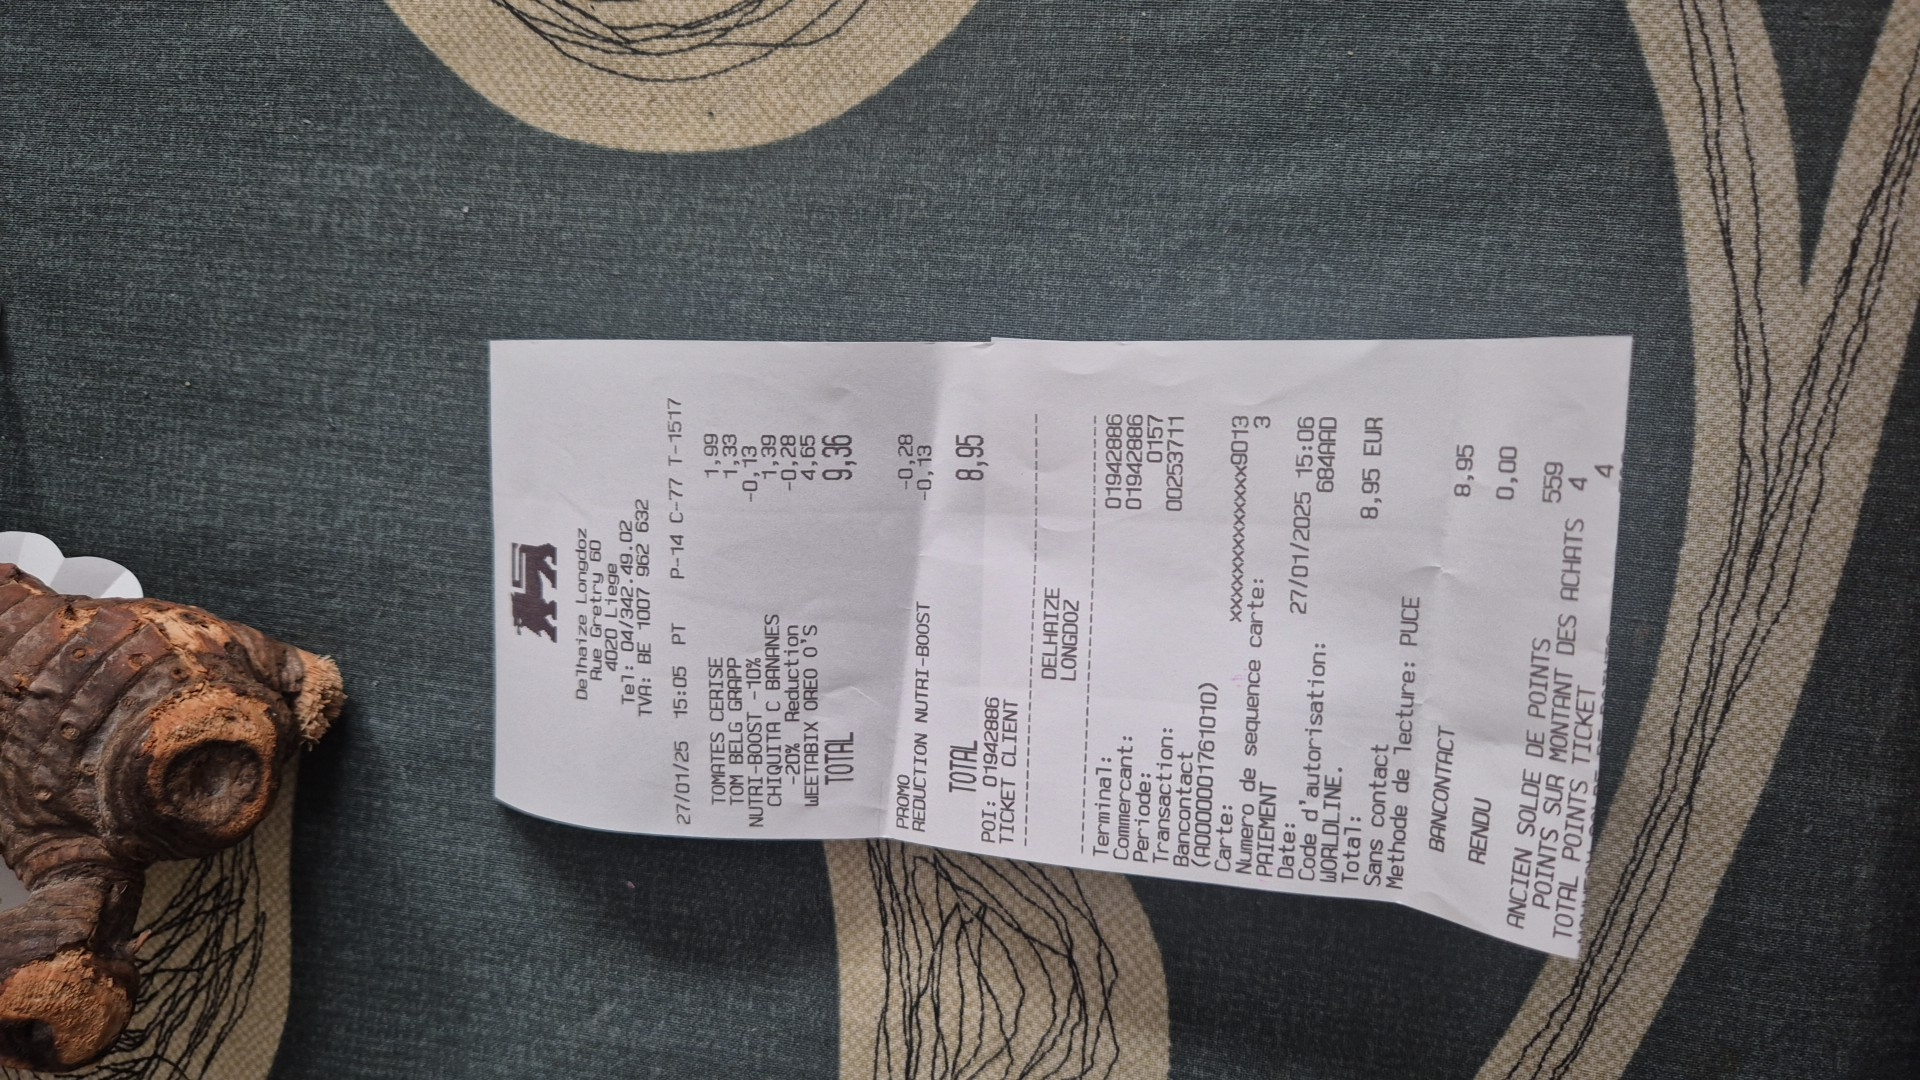 Delhaize Longdoz
Rue Gretry 60
4020 Liege
Tel: 04/342.49.02
TVA: BE 1007 962 632
27/01/25 15:05 PT P-14 C-77 T-1517
TOMATES CERISE 1,99
TOM BELG GRAPP 1,33
NUTRI-BOOST -10% -0,13
CHIQUITA C BANANES 1,39
-20% Reduction -0,28
WEETABIX OREO O'S 4,65
TOTAL 9,36
PROMO -0,28
REDUCTION NUTRI-BOOST -0,13
TOTAL 8,95
POI: 01942886
TICKET CLIENT
DELHAIZE
LONGDOZ
Terminal: 01942886
Commercant: 01942886
Periode: 0157
Transaction: 00253711
Bancontact
(A0000001761010)
Carte: xxxxxxxxxxxxxxx9013
Numero de sequence carte: 3
PAIEMENT
Date: 27/01/2025 15:06
Code d'autorisation: 684AAD
WORLDLINE.
Total: 8,95 EUR
Sans contact
Methode de lecture: PUCE
BANCONTACT 8,95
RENDU 0,00
ANCIEN SOLDE DE POINTS 559
POINTS SUR MONTANT DES ACHATS 4
TOTAL POINTS TICKET 4